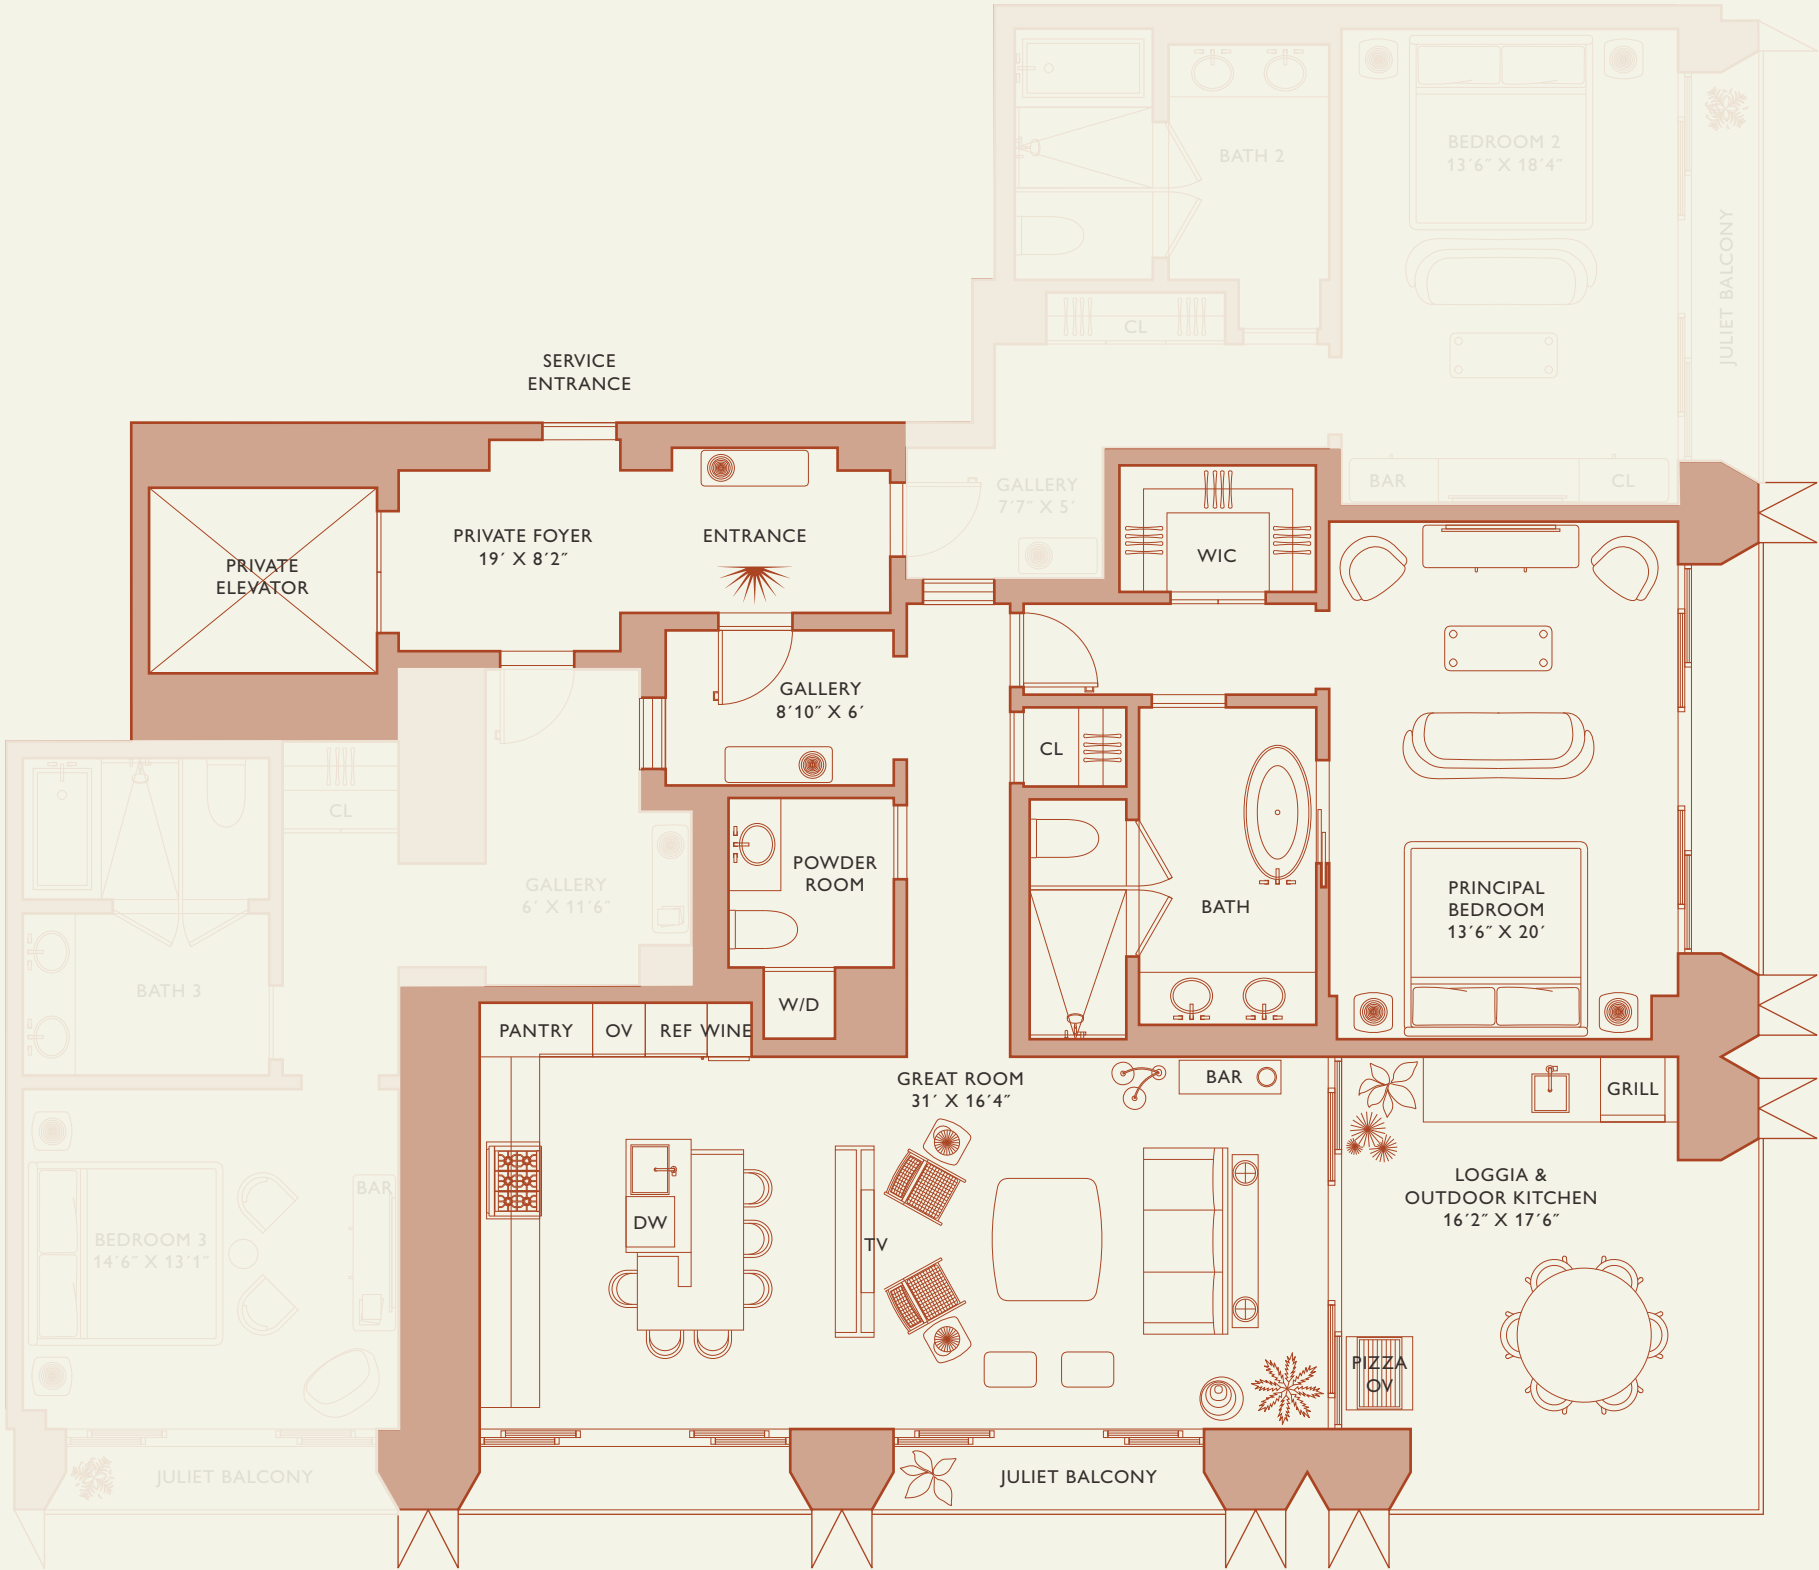 BEDROOM 2
13´6˝ X 18´4˝
BATH 2
JULIET BALCONY
CL
SERVICE
ENTRANCE
BAR
CL
GALLERY
7´7˝ X 5´
PRIVATE FOYER
19´ X 8´2˝
ENTRANCE
WIC
PRIVATE
ELEVATOR
GALLERY
8´10˝ X 6´
CL
CL
POWDER
ROOM
GALLERY
6´ X 11´6˝
BATH
PRINCIPAL
BEDROOM
13´6˝ X 20´
BATH 3
W/D
PANTRY
OV
REF
WINE
GREAT ROOM
31´ X 16´4˝
BAR
GRILL
LOGGIA &
OUTDOOR KITCHEN
16´2˝ X 17´6˝
BAR
DW
TV
BEDROOM 3
14´6˝ X 13´1˝
PIZZA
OV
JULIET BALCONY
JULIET BALCONY